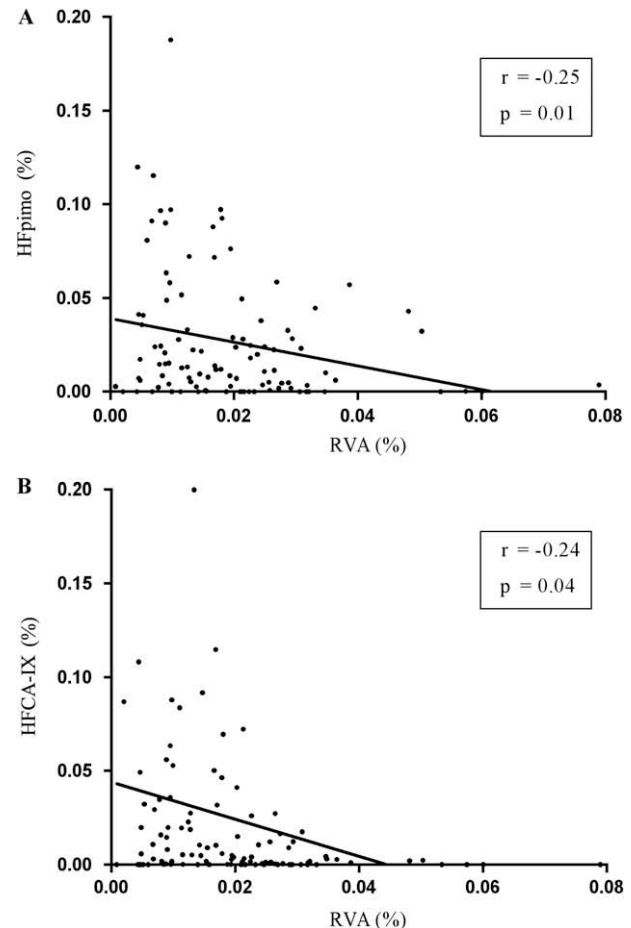 A
0.20
0.15
0.10
0.05
0.00
HFpimo (%)
r = -0.25
p = 0.01
0.00 0.02 0.04 0.06 0.08
RVA (%)
B
0.20
0.15
0.10
0.05
0.00
HFCA-IX (%)
r = -0.24
p = 0.04
0.00 0.02 0.04 0.06 0.08
RVA (%)